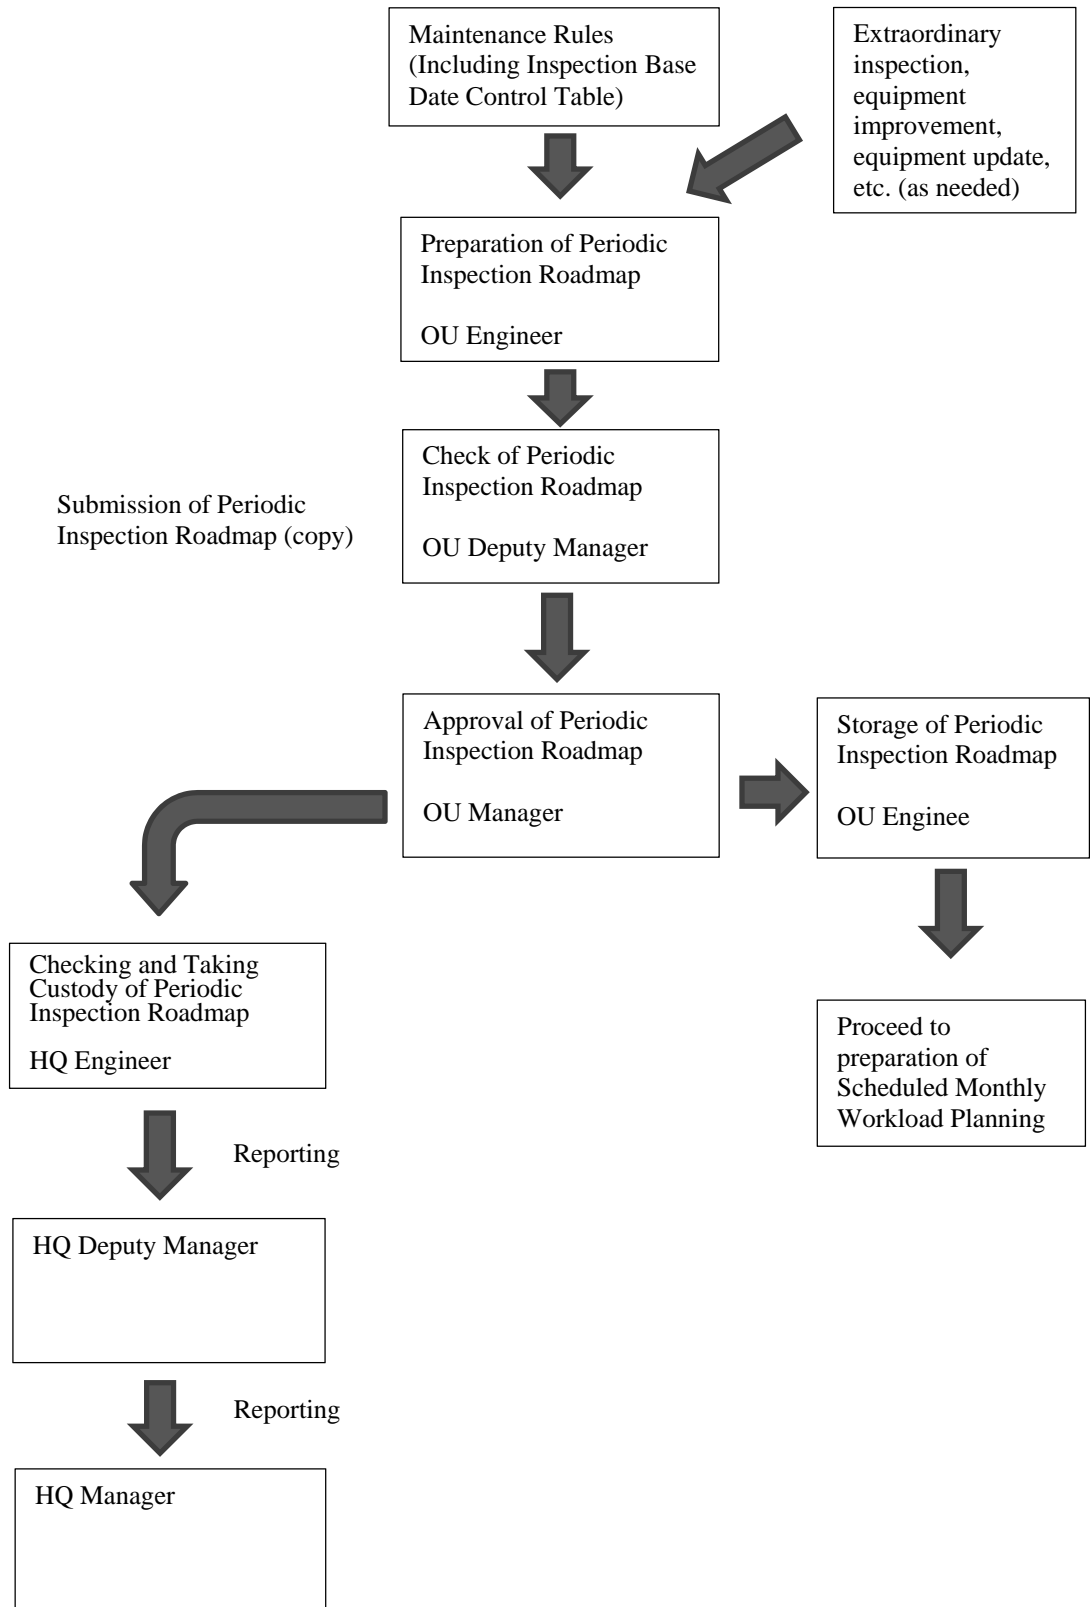 Maintenance Rules
(Including Inspection Base
Date Control Table)
Extraordinary
inspection,
equipment
improvement,
equipment update,
etc. (as needed)
Preparation of Periodic
Inspection Roadmap
OU Engineer
Check of Periodic
Inspection Roadmap
OU Deputy Manager
Submission of Periodic
Inspection Roadmap (copy)
Approval of Periodic
Inspection Roadmap
OU Manager
Storage of Periodic
Inspection Roadmap
OU Enginee
Checking and Taking
Custody of Periodic
Inspection Roadmap
HQ Engineer
Proceed to
preparation of
Scheduled Monthly
Workload Planning
Reporting
HQ Deputy Manager
Reporting
HQ Manager